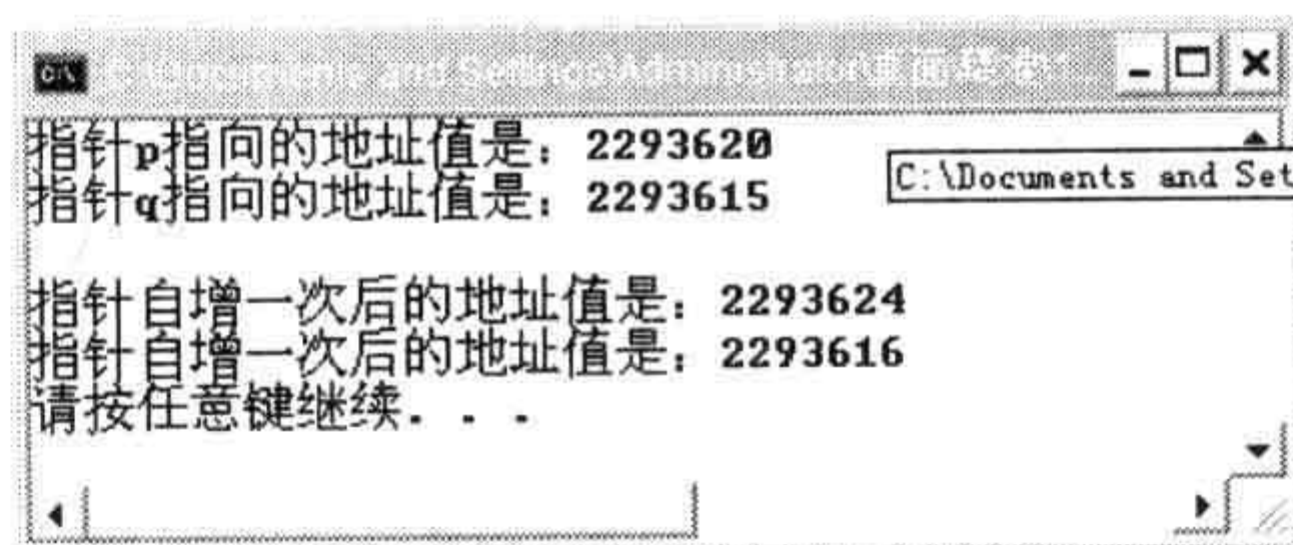 指针p指向的地址值是：2293620
C:\Documents and Set
指针q指向的地址值是：2293615
指针自增一次后的地址值是：2293624
指针自增一次后的地址值是：2293616
请按任意键继续. . .